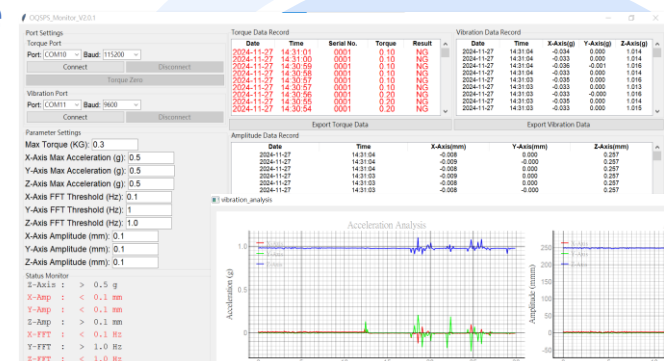 OQSPS_Monitor_V2.0.1
Port Settings
Torque Port
Port: COM10 Baud: 115200
Connect Disconnect
Torque Zero
Vibration Port
Port: COM11 Baud: 9600
Connect Disconnect
Parameter Settings
Max Torque (KG): 0.3
X-Axis Max Acceleration (g): 0.5
Y-Axis Max Acceleration (g): 0.5
Z-Axis Max Acceleration (g): 0.5
X-Axis FFT Threshold (Hz): 0.1
Y-Axis FFT Threshold (Hz): 1
Z-Axis FFT Threshold (Hz): 1.0
X-Axis Amplitude (mm): 0.1
Y-Axis Amplitude (mm): 0.1
Z-Axis Amplitude (mm): 0.1
Status Monitor
Z-Axis : > 0.5 g
X-Amp : < 0.1 mm
Y-Amp : < 0.1 mm
Z-Amp : > 0.1 mm
X-FFT : < 0.1 Hz
Y-FFT : > 1.0 Hz
Z-FFT : < 1.0 Hz
Torque Data Record
Date Time Serial No. Torque Result
2024-11-27 14:31:01 0001 0.10 NG
2024-11-27 14:31:00 0001 0.10 NG
2024-11-27 14:30:59 0001 0.10 NG
2024-11-27 14:30:58 0001 0.10 NG
2024-11-27 14:30:57 0001 0.10 NG
2024-11-27 14:30:57 0001 0.10 NG
2024-11-27 14:30:56 0001 0.20 NG
2024-11-27 14:30:55 0001 0.20 NG
2024-11-27 14:30:54 0001 0.10 NG
Export Torque Data
Vibration Data Record
Date Time X-Axis(g) Y-Axis(g) Z-Axis(g)
2024-11-27 14:31:04 -0.034 0.000 1.014
2024-11-27 14:31:04 -0.033 0.000 1.014
2024-11-27 14:31:04 -0.036 -0.001 1.016
2024-11-27 14:31:04 -0.033 0.000 1.014
2024-11-27 14:31:03 -0.035 0.000 1.016
2024-11-27 14:31:03 -0.035 0.000 1.013
2024-11-27 14:31:03 -0.033 0.000 1.016
2024-11-27 14:31:03 -0.033 0.000 1.014
2024-11-27 14:31:03 -0.035 0.000 1.015
Export Vibration Data
Amplitude Data Record
Date Time X-Axis(mm) Y-Axis(mm) Z-Axis(mm)
2024-11-27 14:31:04 -0.008 0.000 0.257
2024-11-27 14:31:04 -0.009 -0.000 0.257
2024-11-27 14:31:04 -0.008 0.000 0.257
2024-11-27 14:31:03 -0.009 0.000 0.257
2024-11-27 14:31:03 -0.008 -0.000 0.257
vibration_analysis
Acceleration Analysis
Acceleration (g)
1.0
0.5
0
Amplitude (mmm)
250
200
150
100
50
0
-50